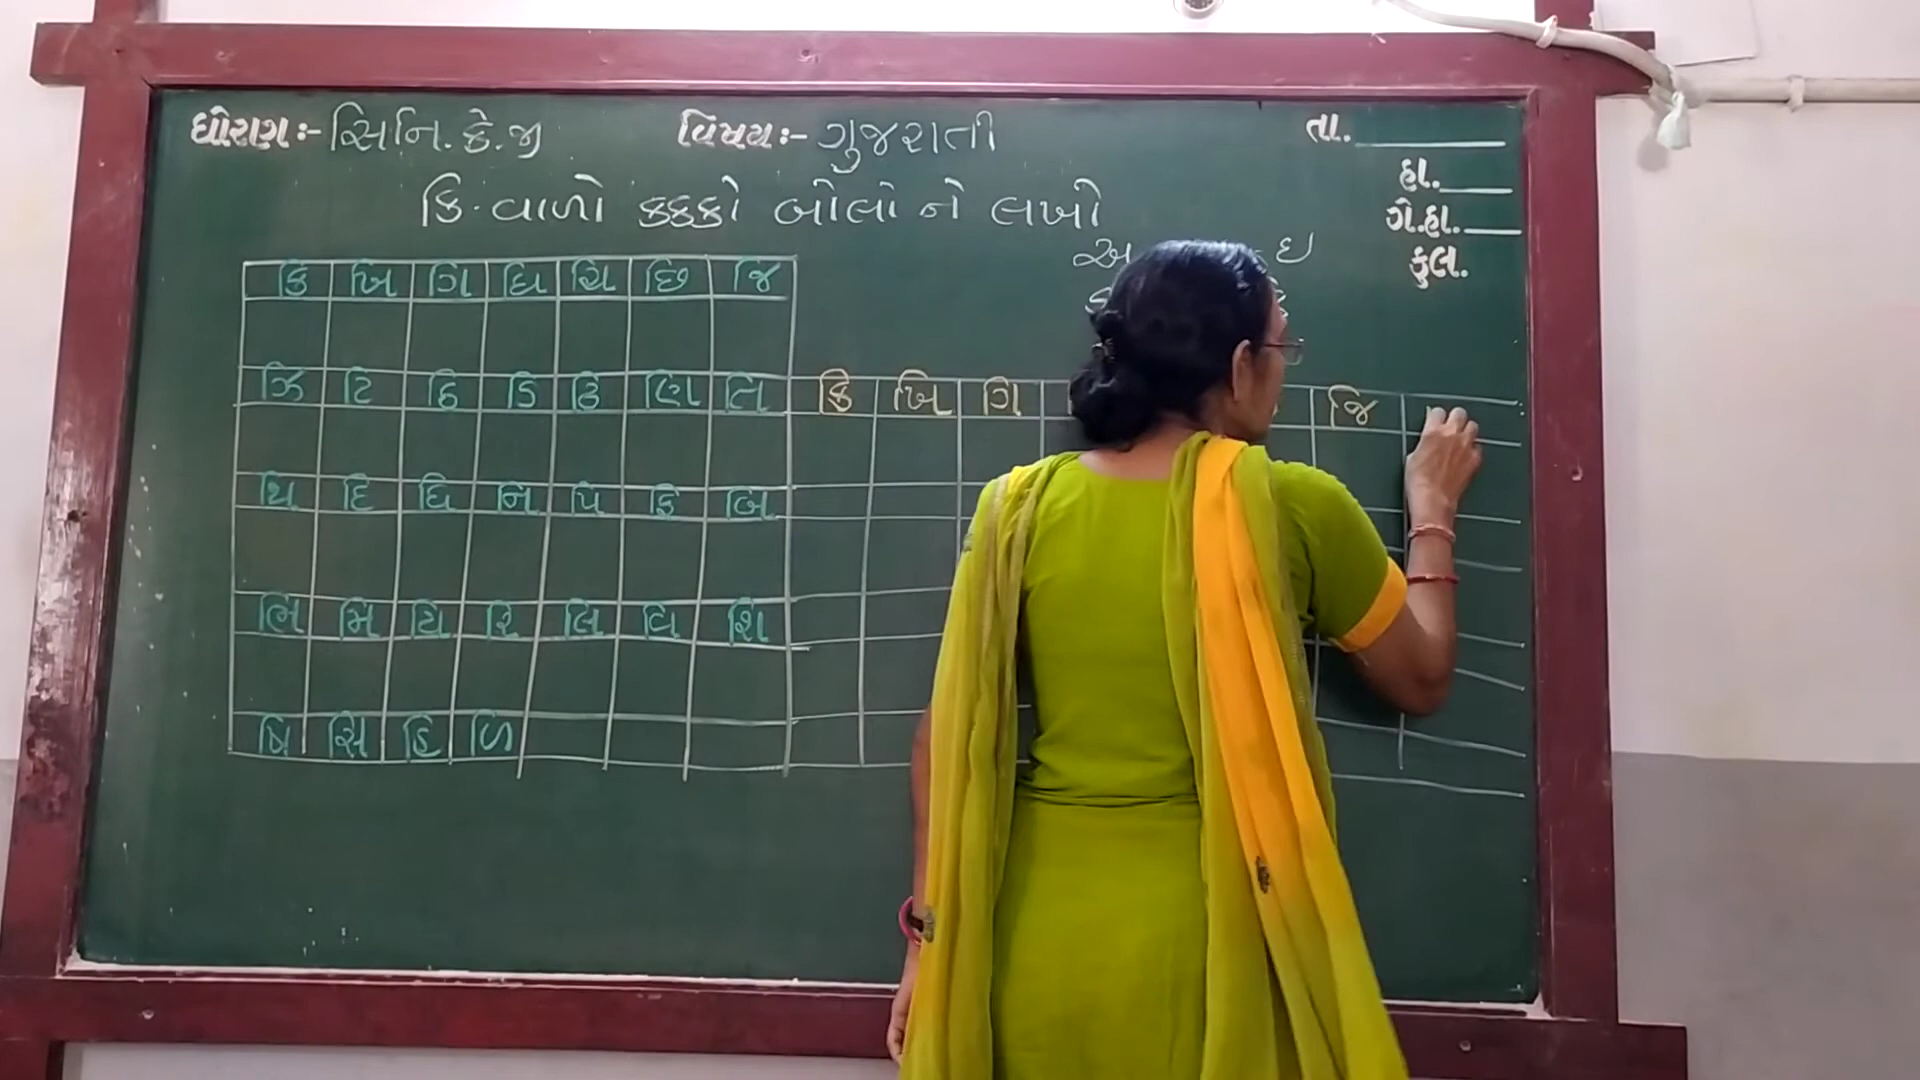 ધોરણ :- સિનિ. કે. જી વિષય :- ગુજરાતી તા.
હા.
ગે.હા.
કુલ.
કિ. વાળો કક્કો બોલો ને લખો
અ ઇ
કિ ખિ ગિ ઘિ ચિ છિ જિ
ઝિ ટિ ઠિ ડિ ઢિ ણિ તિ કિ ખિ ગિ જિ
થિ દિ ધિ નિ પિ ફિ બિ
ભિ મિ યિ રિ લિ વિ શિ
ષિ સિ હિ ળિ